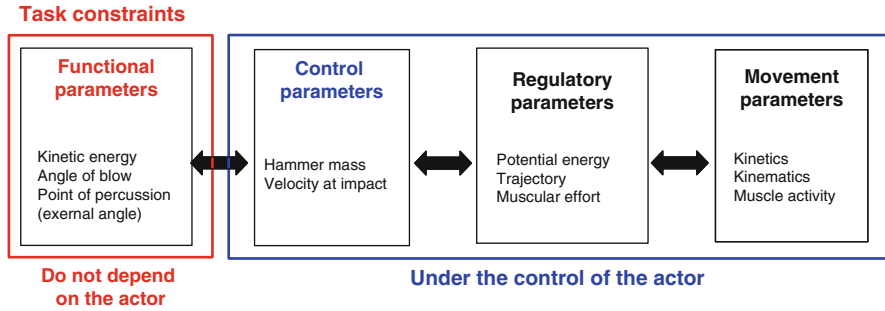 Task constraints
Functional
parameters
Kinetic energy
Angle of blow
Point of percussion
(exernal angle)
Do not depend
on the actor
Control
parameters
Hammer mass
Velocity at impact
Regulatory
parameters
Potential energy
Trajectory
Muscular effort
Movement
parameters
Kinetics
Kinematics
Muscle activity
Under the control of the actor